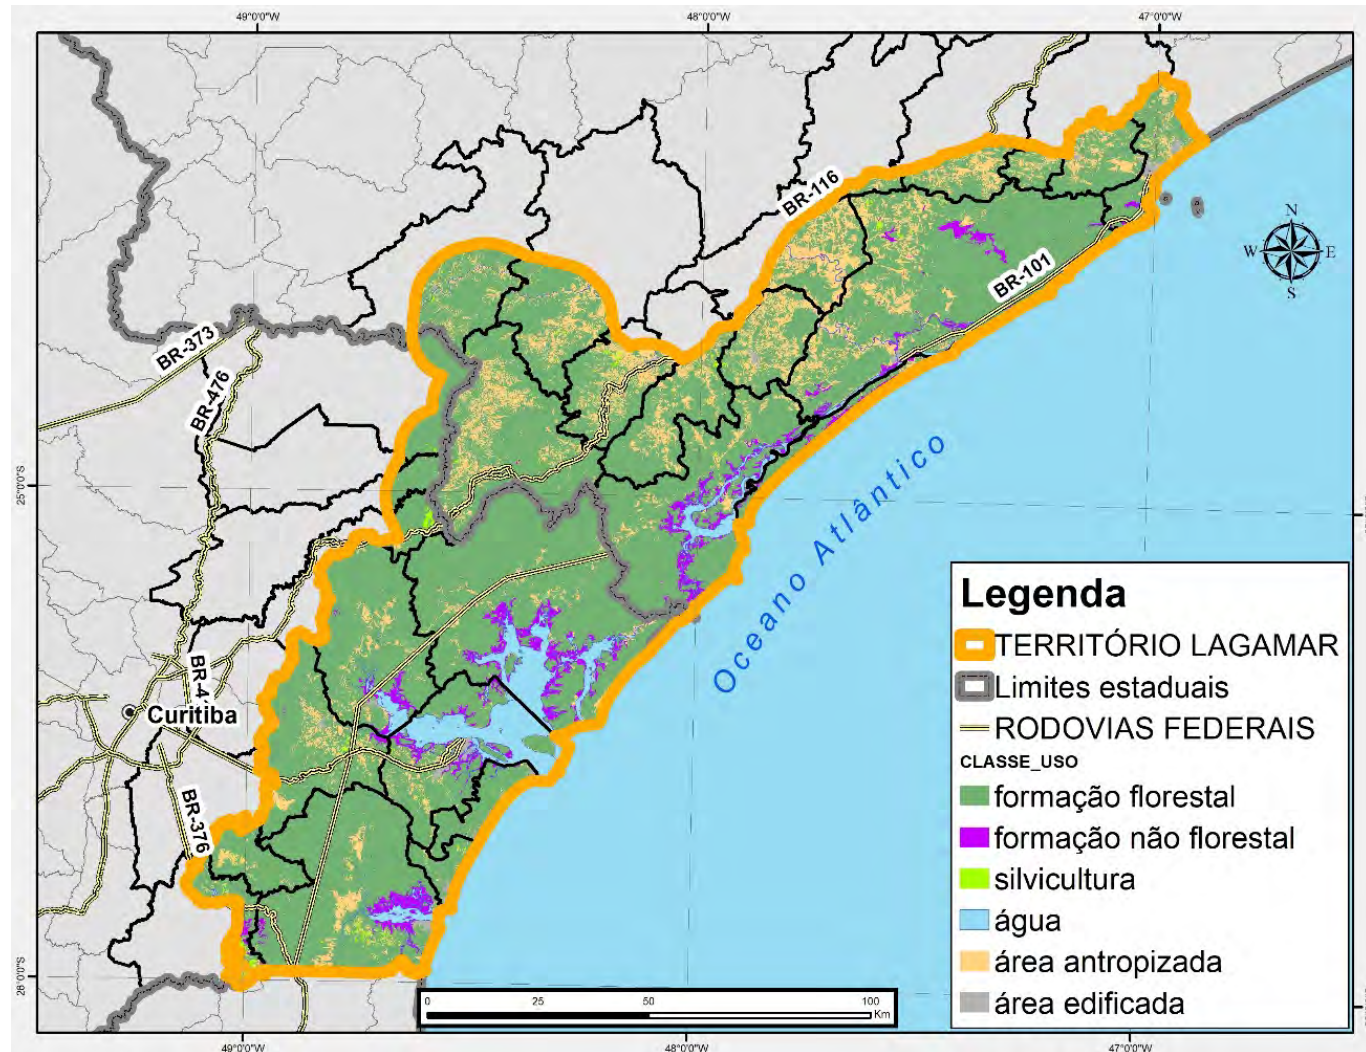 49°0'0"W
48°0'0"W
47°0'0"W
BR-116
N
W
E
S
BR-101
BR-373
BR-476
25°0'0"S
Oceano Atlântico
BR-4
Curitiba
BR-376
Legenda
TERRITÓRIO LAGAMAR
Limites estaduais
RODOVIAS FEDERAIS
CLASSE_USO
formação florestal
formação não florestal
silvicultura
água
área antropizada
área edificada
0
25
50
100
Km
49°0'0"W
48°0'0"W
47°0'0"W